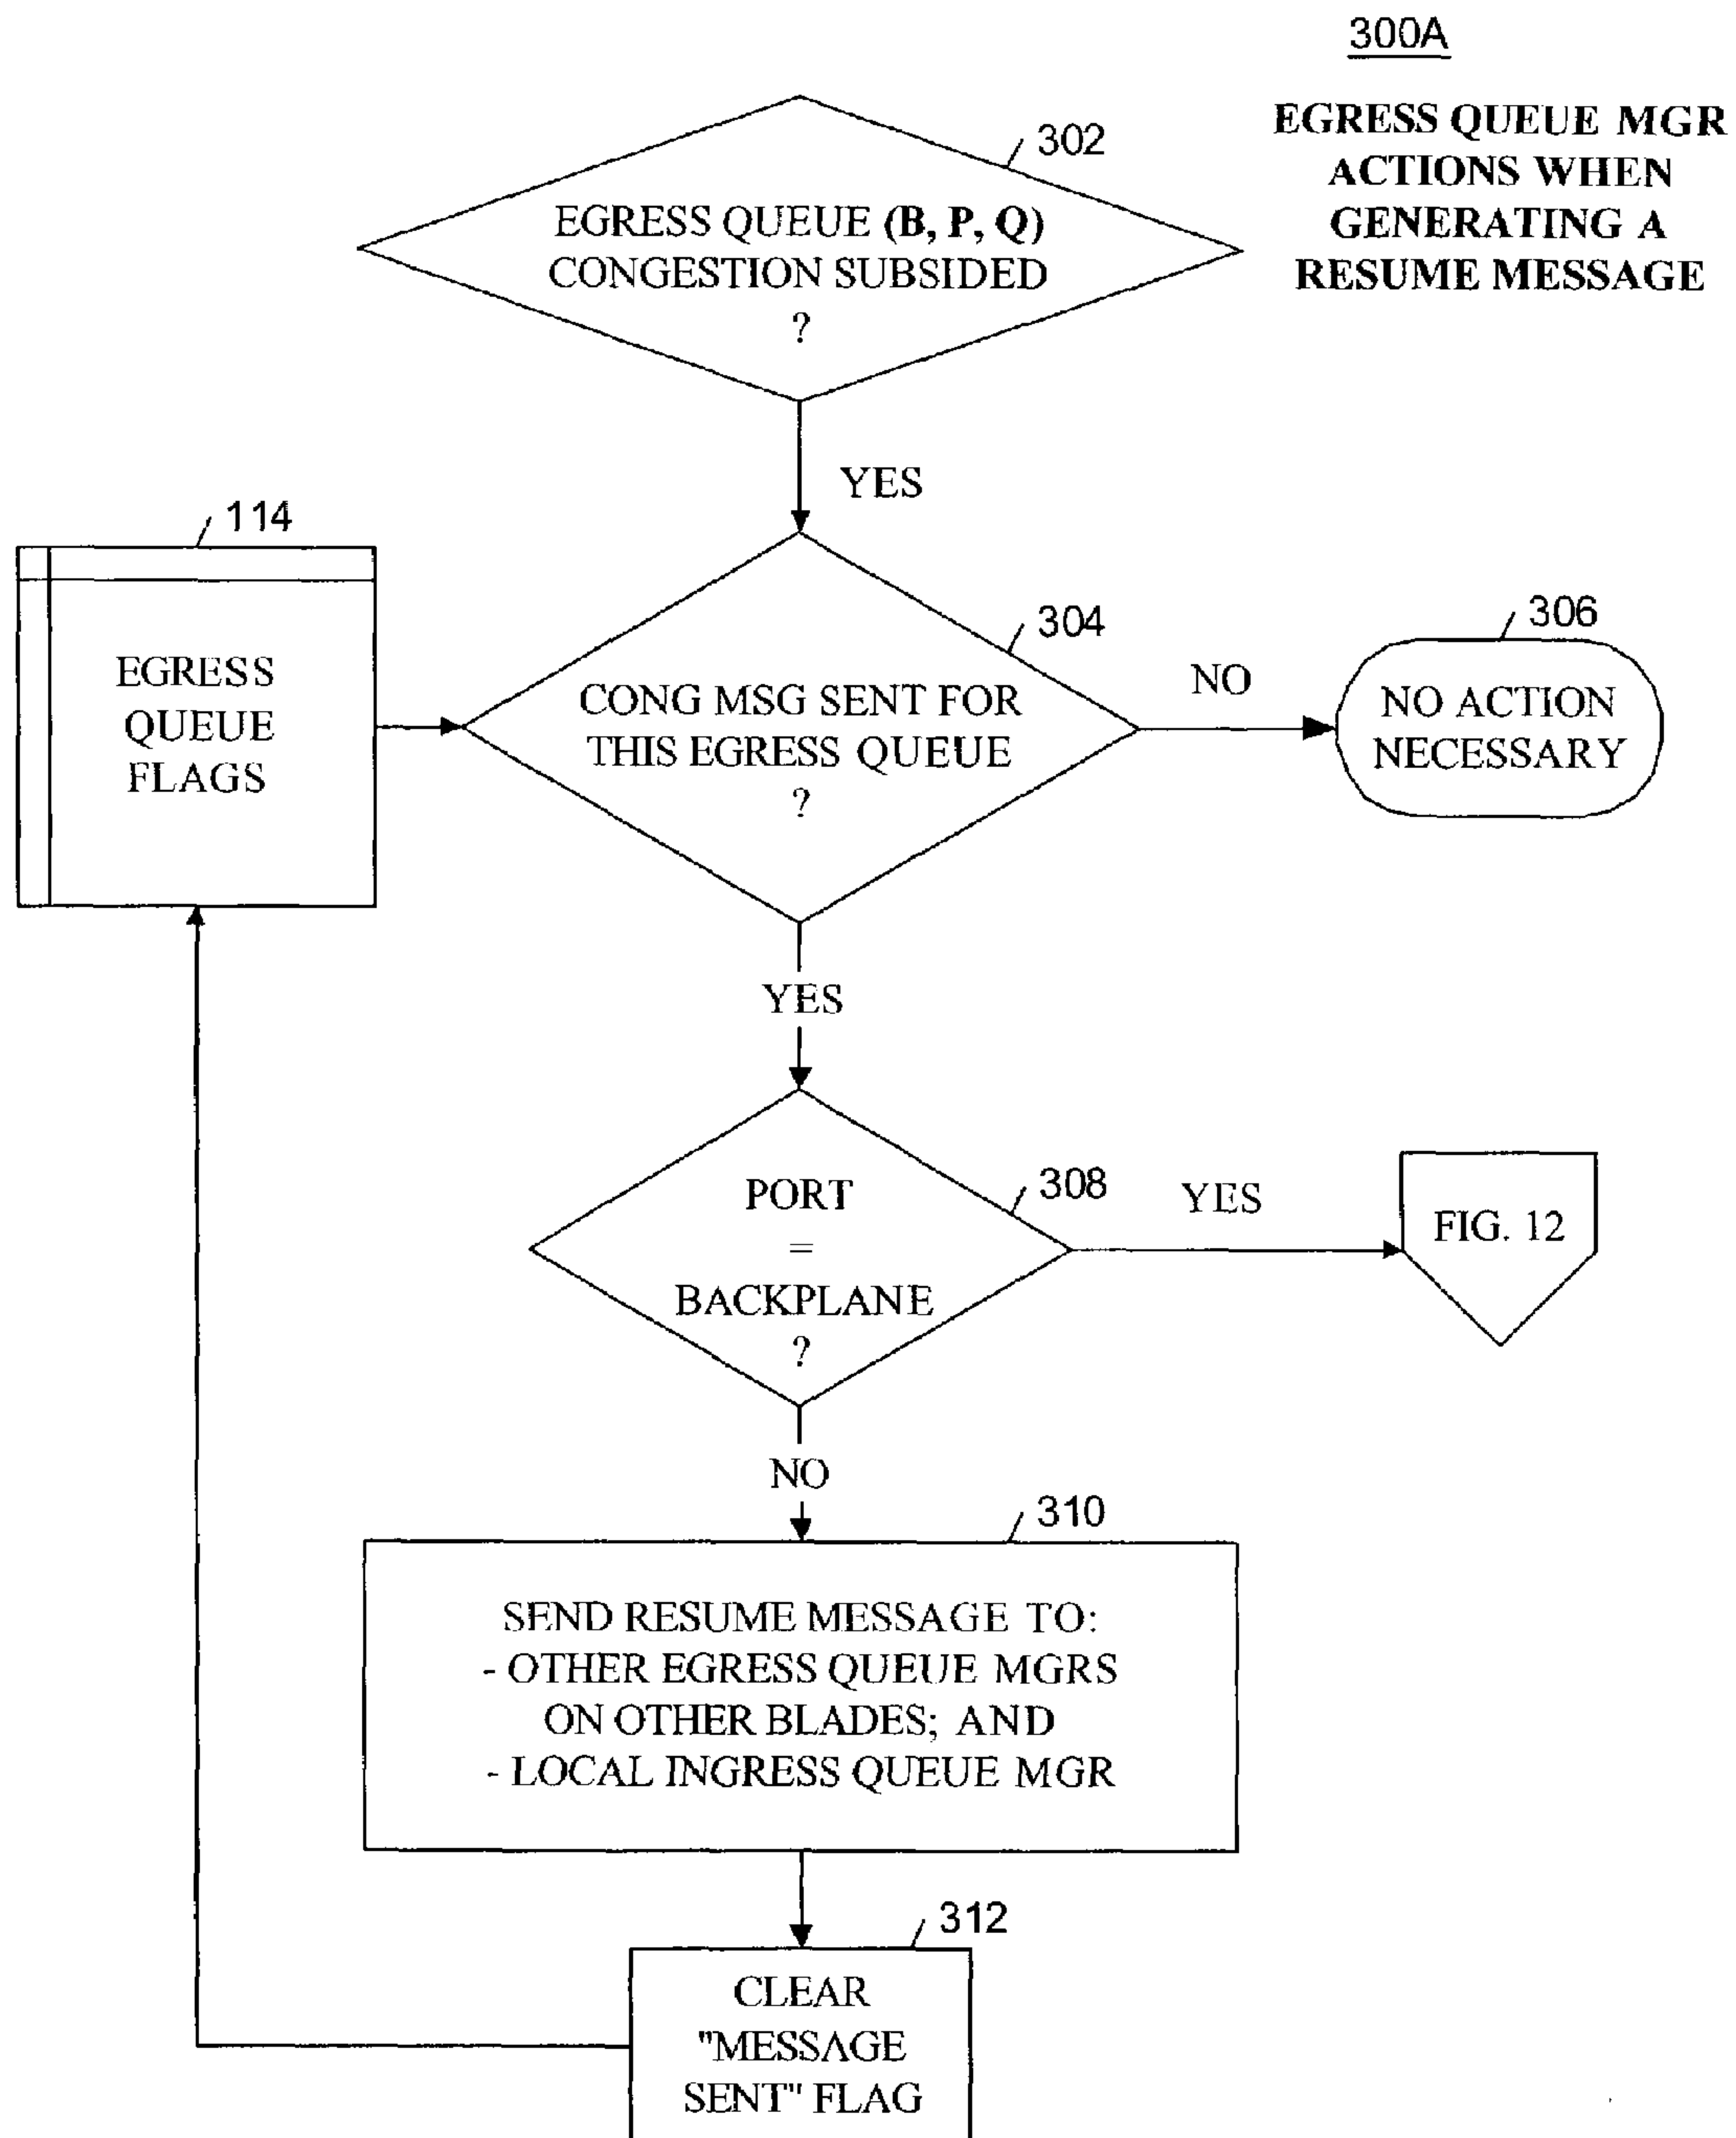 300A
EGRESS QUEUE MGR
ACTIONS WHEN
GENERATING A
RESUME MESSAGE
302
EGRESS QUEUE (B, P, Q)
CONGESTION SUBSIDED
?
YES
114
EGRESS
QUEUE
FLAGS
304
CONG MSG SENT FOR
THIS EGRESS QUEUE
?
NO
306
NO ACTION
NECESSARY
YES
308
PORT
=
BACKPLANE
?
YES
FIG. 12
NO
310
SEND RESUME MESSAGE TO:
- OTHER EGRESS QUEUE MGRS
ON OTHER BLADES; AND
- LOCAL INGRESS QUEUE MGR
312
CLEAR
"MESSAGE
SENT" FLAG